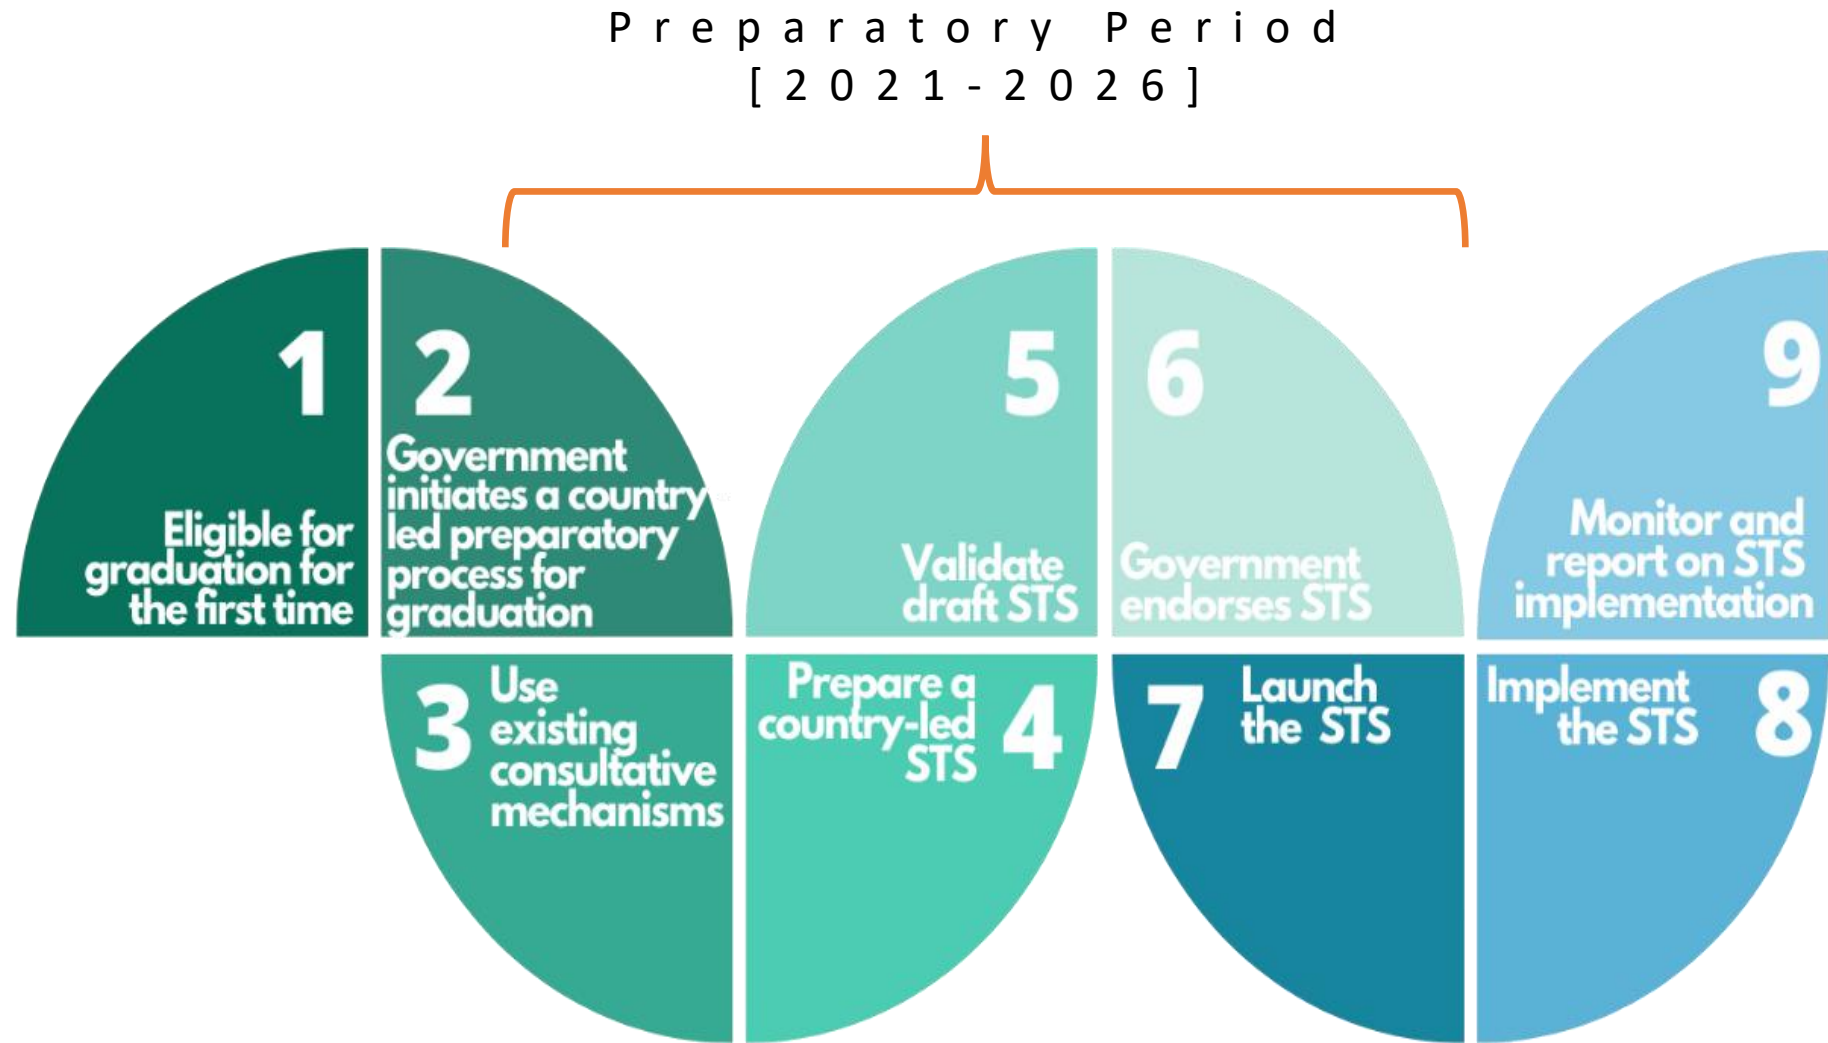 Preparatory Period
[2021-2026]
1
Eligible for
graduation for
the first time
2
Government
initiates a country-
led preparatory
process for
graduation
3
Use
existing
consultative
mechanisms
4
Prepare a
country-led
STS
5
Validate
draft STS
6
Government
endorses STS
7
Launch
the STS
8
Implement
the STS
9
Monitor and
report on STS
implementation